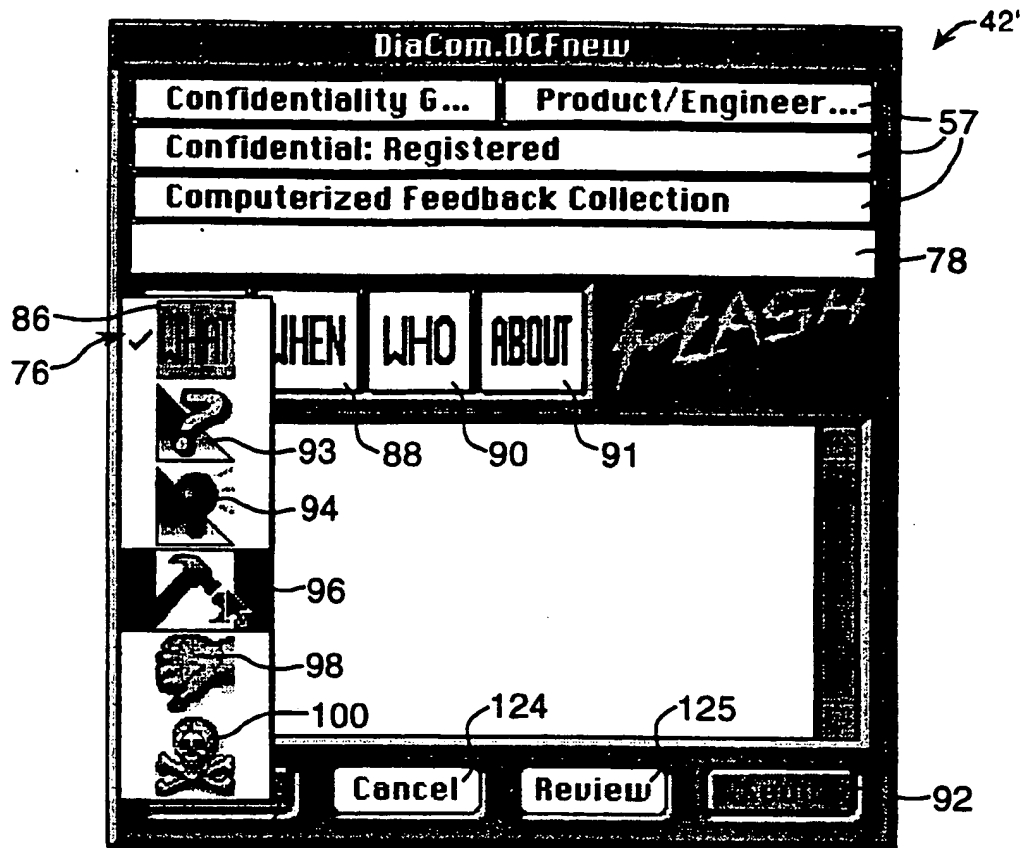 42'
DiaCom.DCFnew
Confidentiality G... Product/Engineer...
57
Confidential: Registered
Computerized Feedback Collection
78
86
76
WHAT WHEN WHO ABOUT FLASH
93 88 90 91
94
96
98
100 124 125
Cancel Review
92